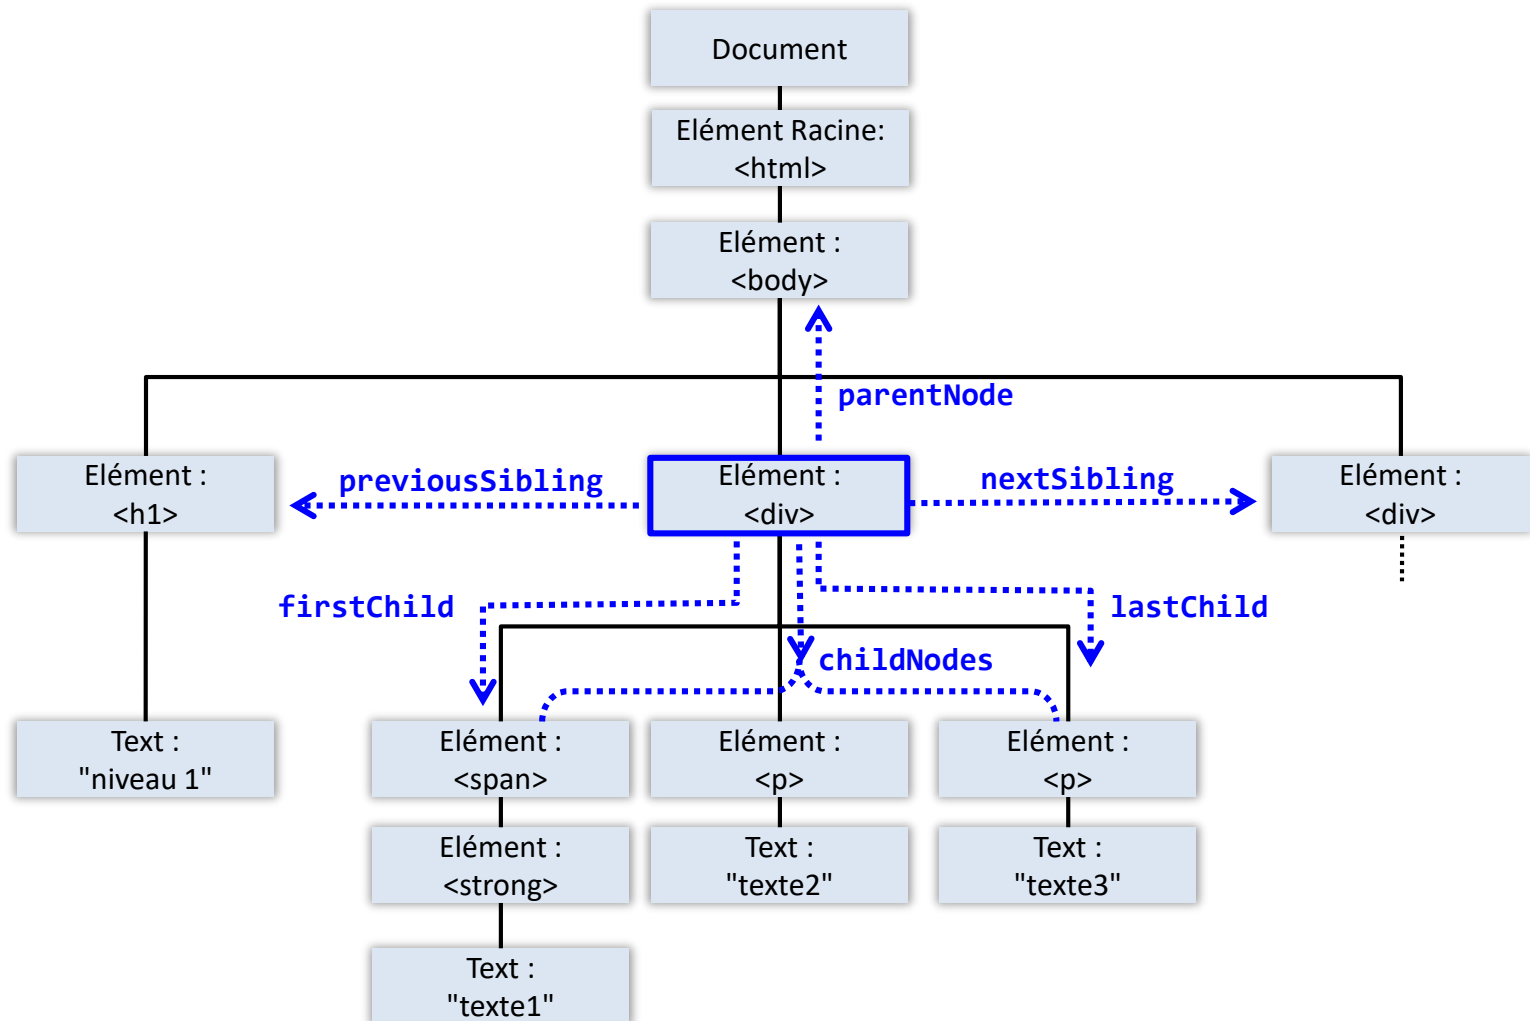 Document
Elément Racine:
<html>
Elément :
<body>
parentNode
Elément :
<h1>
previousSibling
Elément :
<div>
nextSibling
Elément :
<div>
firstChild
lastChild
childNodes
Text :
"niveau 1"
Elément :
<span>
Elément :
<p>
Elément :
<p>
Elément :
<strong>
Text :
"texte2"
Text :
"texte3"
Text :
"texte1"